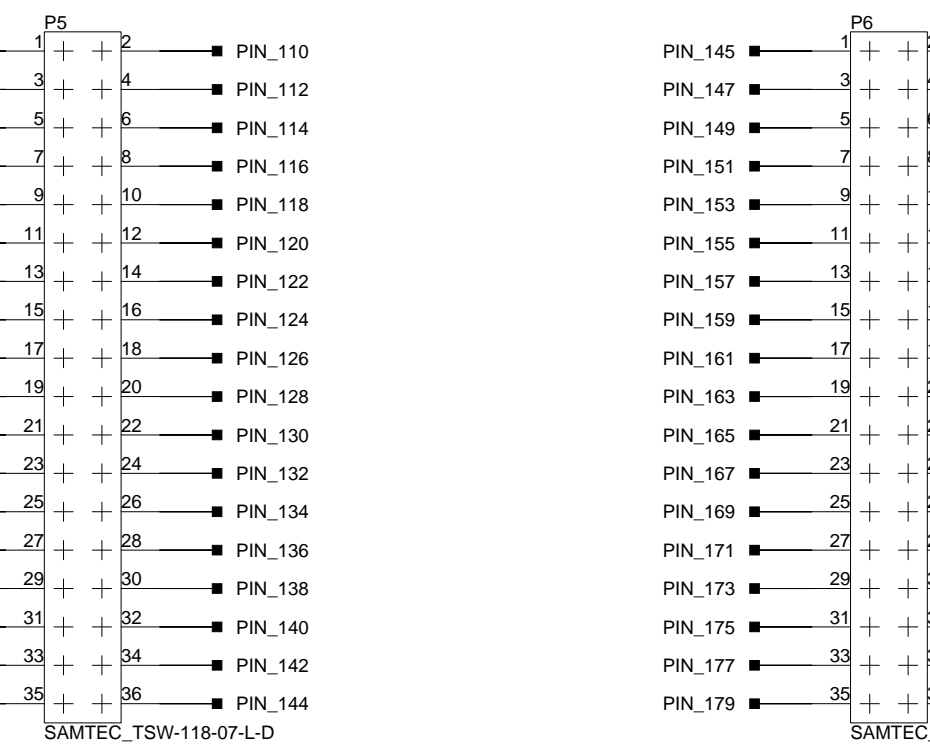 P5 P6
1 2 PIN_110 PIN_145 1
3 4 PIN_112 PIN_147 3
5 6 PIN_114 PIN_149 5
7 8 PIN_116 PIN_151 7
9 10 PIN_118 PIN_153 9
11 12 PIN_120 PIN_155 11
13 14 PIN_122 PIN_157 13
15 16 PIN_124 PIN_159 15
17 18 PIN_126 PIN_161 17
19 20 PIN_128 PIN_163 19
21 22 PIN_130 PIN_165 21
23 24 PIN_132 PIN_167 23
25 26 PIN_134 PIN_169 25
27 28 PIN_136 PIN_171 27
29 30 PIN_138 PIN_173 29
31 32 PIN_140 PIN_175 31
33 34 PIN_142 PIN_177 33
35 36 PIN_144 PIN_179 35
SAMTEC_TSW-118-07-L-D SAMTEC_